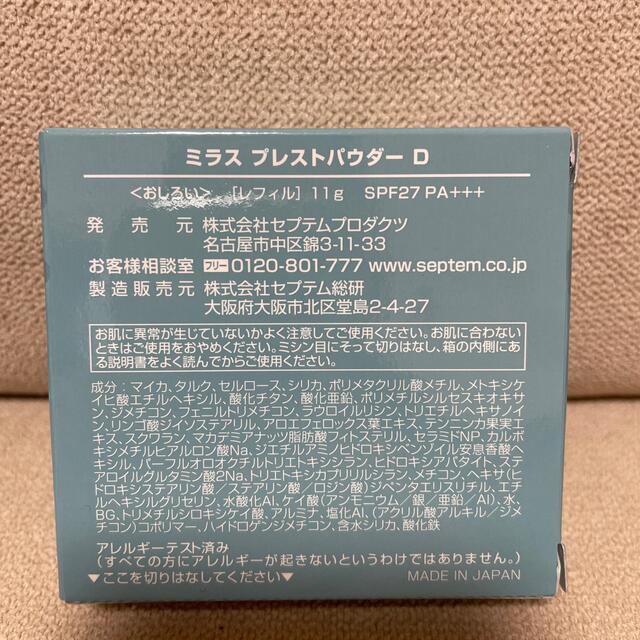 ミラス プレストパウダー D
＜おしろい＞ ［レフィル］ 11g SPF27 PA+++
発売元 株式会社セプテムプロダクツ
名古屋市中区錦3-11-33
お客様相談室 フリー 0120-801-777 www.septem.co.jp
製造販売元 株式会社セプテム総研
大阪府大阪市北区堂島2-4-27
お肌に異常が生じていないかよく注意してご使用ください。お肌に合わない
ときはご使用をおやめください。ミシン目にそって切りはなし、箱の内側にあ
る説明書をよく読んでからご使用ください。
成分：マイカ、タルク、セルロース、シリカ、ポリメタクリル酸メチル、メトキシケ
イヒ酸エチルヘキシル、酸化チタン、酸化亜鉛、ポリメチルシルセスキオキサ
ン、ジメチコン、フェニルトリメチコン、ラウロイルリシン、トリエチルヘキサノイ
ン、リンゴ酸ジイソステアリル、アロエフェロックス葉エキス、テンニンカ果実エ
キス、スクワラン、マカデミアナッツ脂肪酸フィトステリル、セラミドNP、カルボ
キシメチルヒアルロン酸Na、ジエチルアミノヒドロキシベンゾイル安息香酸ヘ
キシル、パーフルオロオクチルトリエトキシシラン、ヒドロキシアパタイト、ステ
アロイルグルタミン酸2Na、トリエトキシカプリリルシラン、メチコン、ヘキサ(ヒ
ドロキシステアリン酸／ステアリン酸／ロジン酸)ジペンタエリスリチル、エチ
ルヘキシルグリセリン、水酸化Al、ケイ酸(アンモニウム／銀／亜鉛／Al)、水、
BG、トリメチルシロキシケイ酸、アルミナ、塩化Al、(アクリル酸アルキル／ジ
メチコン)コポリマー、ハイドロゲンジメチコン、含水シリカ、酸化鉄
アレルギーテスト済み
(すべての方にアレルギーが起きないというわけではありません。)
▼ここを切りはなしてください▼ MADE IN JAPAN